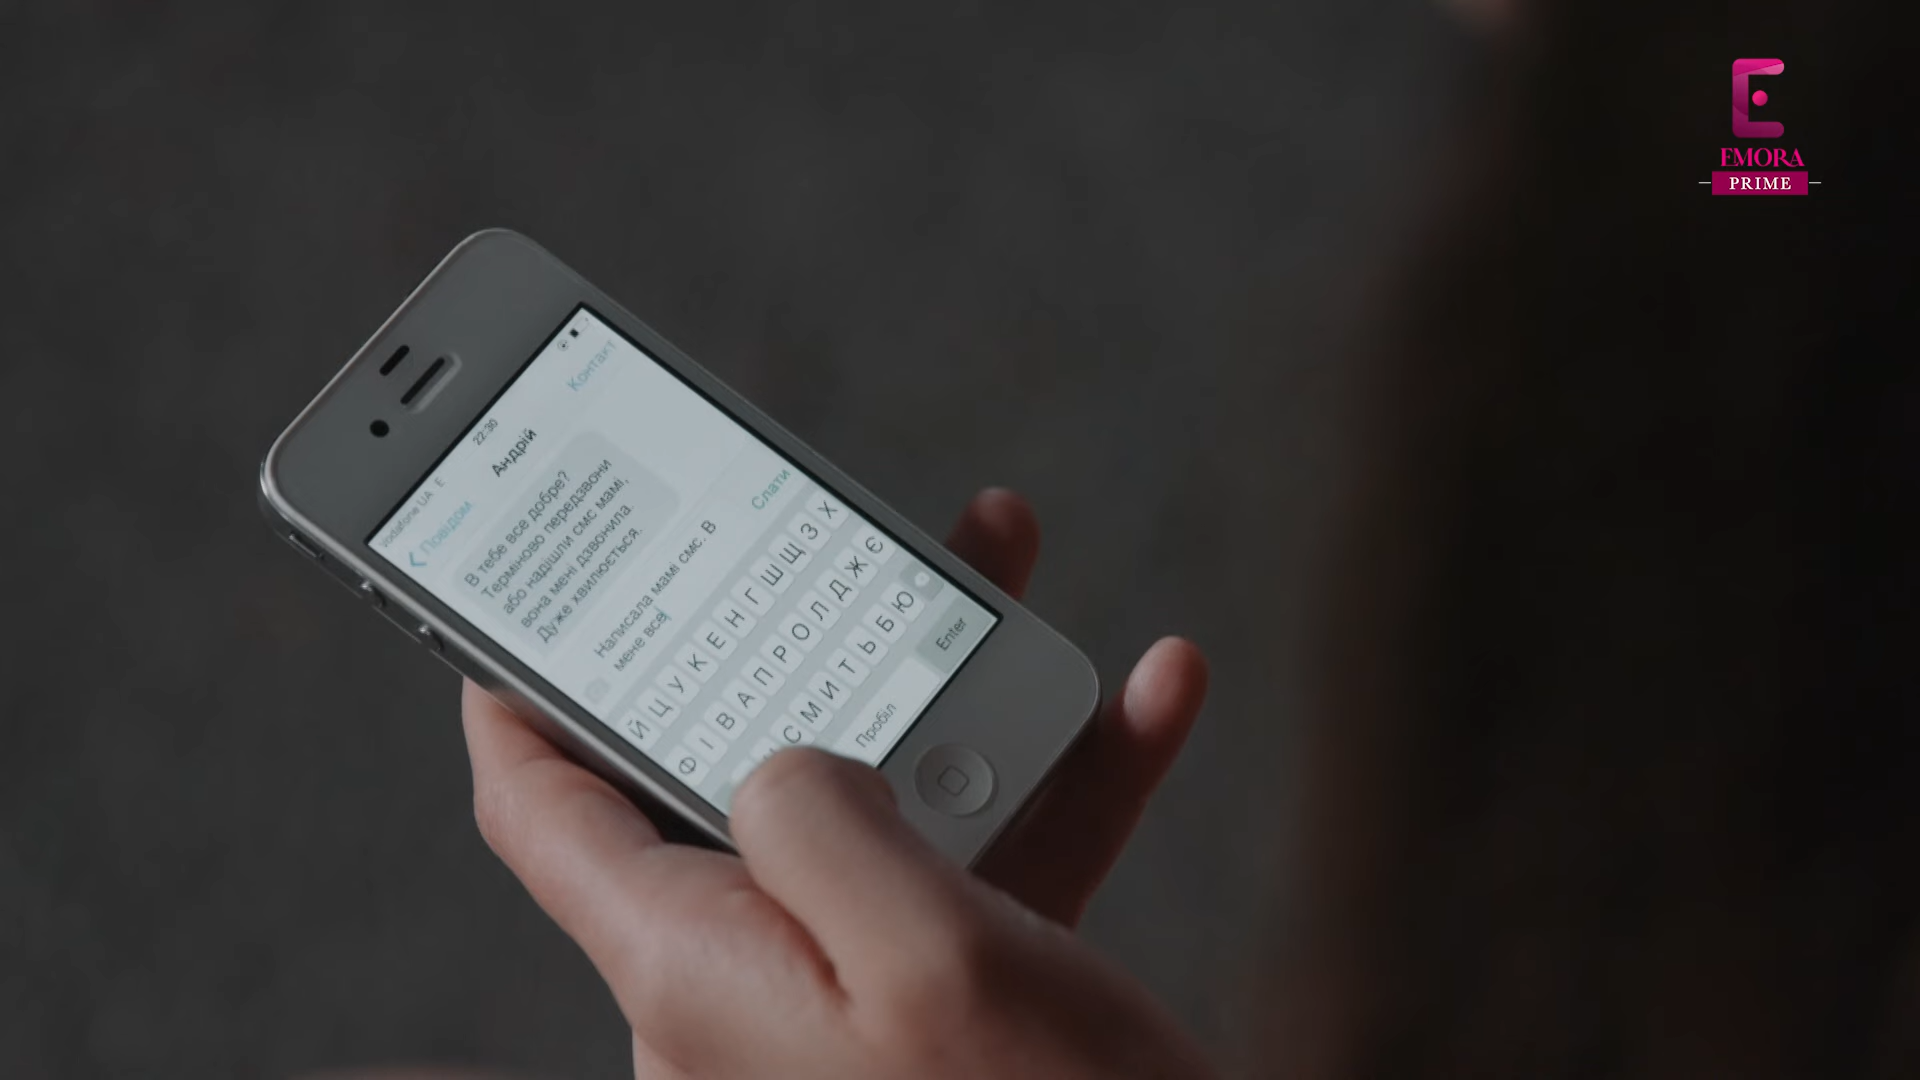 EMORA
PRIME
vodafone UA E
22:30
Повідом
Андрій
Контакт
В тебе все добре?
Терміново передзвони
або надішли смс мамі,
вона мені дзвонила.
Дуже хвилюється.
Написала мамі смс. В
мене все
Слати
Й Ц У К Е Н Г Ш Щ З Х
Ф І В А П Р О Л Д Ж Є
С М И Т Ь Б Ю
Пробіл
Enter